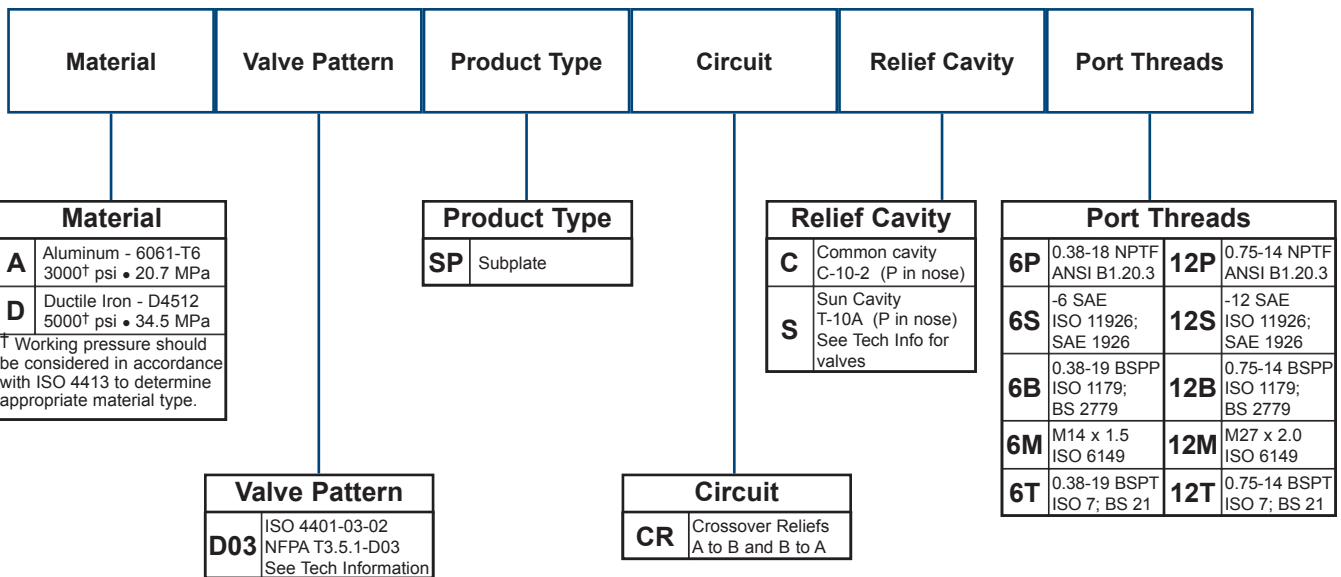 Material
Valve Pattern
Product Type
Circuit
Relief Cavity
Port Threads
Material
A
Aluminum - 6061-T6
3000† psi • 20.7 MPa
D
Ductile Iron - D4512
5000† psi • 34.5 MPa
† Working pressure should
be considered in accordance
with ISO 4413 to determine
appropriate material type.
Valve Pattern
D03
ISO 4401-03-02
NFPA T3.5.1-D03
See Tech Information
Product Type
SP
Subplate
Circuit
CR
Crossover Reliefs
A to B and B to A
Relief Cavity
C
Common cavity
C-10-2 (P in nose)
S
Sun Cavity
T-10A (P in nose)
See Tech Info for
valves
Port Threads
6P
0.38-18 NPTF
ANSI B1.20.3
12P
0.75-14 NPTF
ANSI B1.20.3
6S
-6 SAE
ISO 11926;
SAE 1926
12S
-12 SAE
ISO 11926;
SAE 1926
6B
0.38-19 BSPP
ISO 1179;
BS 2779
12B
0.75-14 BSPP
ISO 1179;
BS 2779
6M
M14 x 1.5
ISO 6149
12M
M27 x 2.0
ISO 6149
6T
0.38-19 BSPT
ISO 7; BS 21
12T
0.75-14 BSPT
ISO 7; BS 21